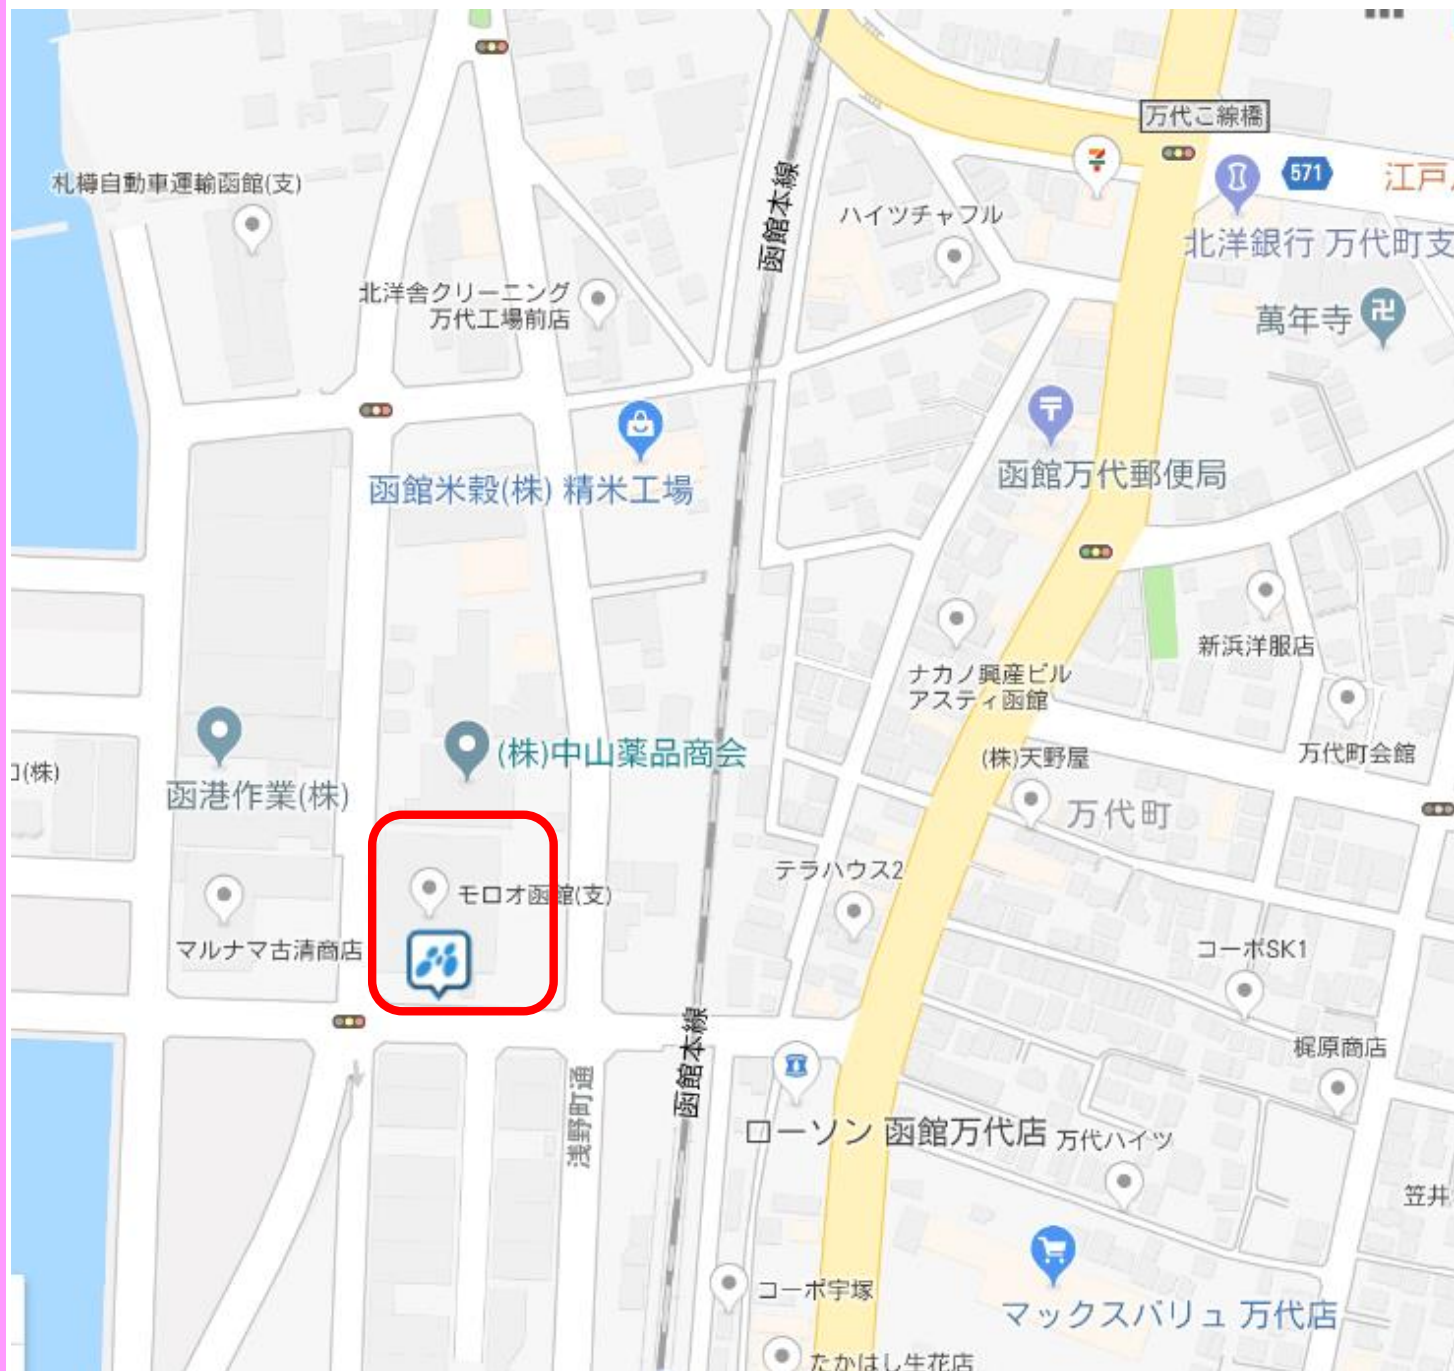 万代こ線橋
571
江戸
札樽自動車運輸函館(支)
函館本線
ハイツチャフル
北洋銀行 万代町支
北洋舎クリーニング
万代工場前店
萬年寺
函館米穀(株) 精米工場
函館万代郵便局
新浜洋服店
ナカノ興産ビル
アスティ函館
(株)中山薬品商会
(株)天野屋
万代町会館
(株)
函港作業(株)
万代町
テラハウス2
モロオ函館(支)
マルナマ古清商店
コーポSK1
函館本線
梶原商店
浅野町通
ローソン 函館万代店
万代ハイツ
笠井
コーポ宇塚
マックスバリュ 万代店
たかはし生花店